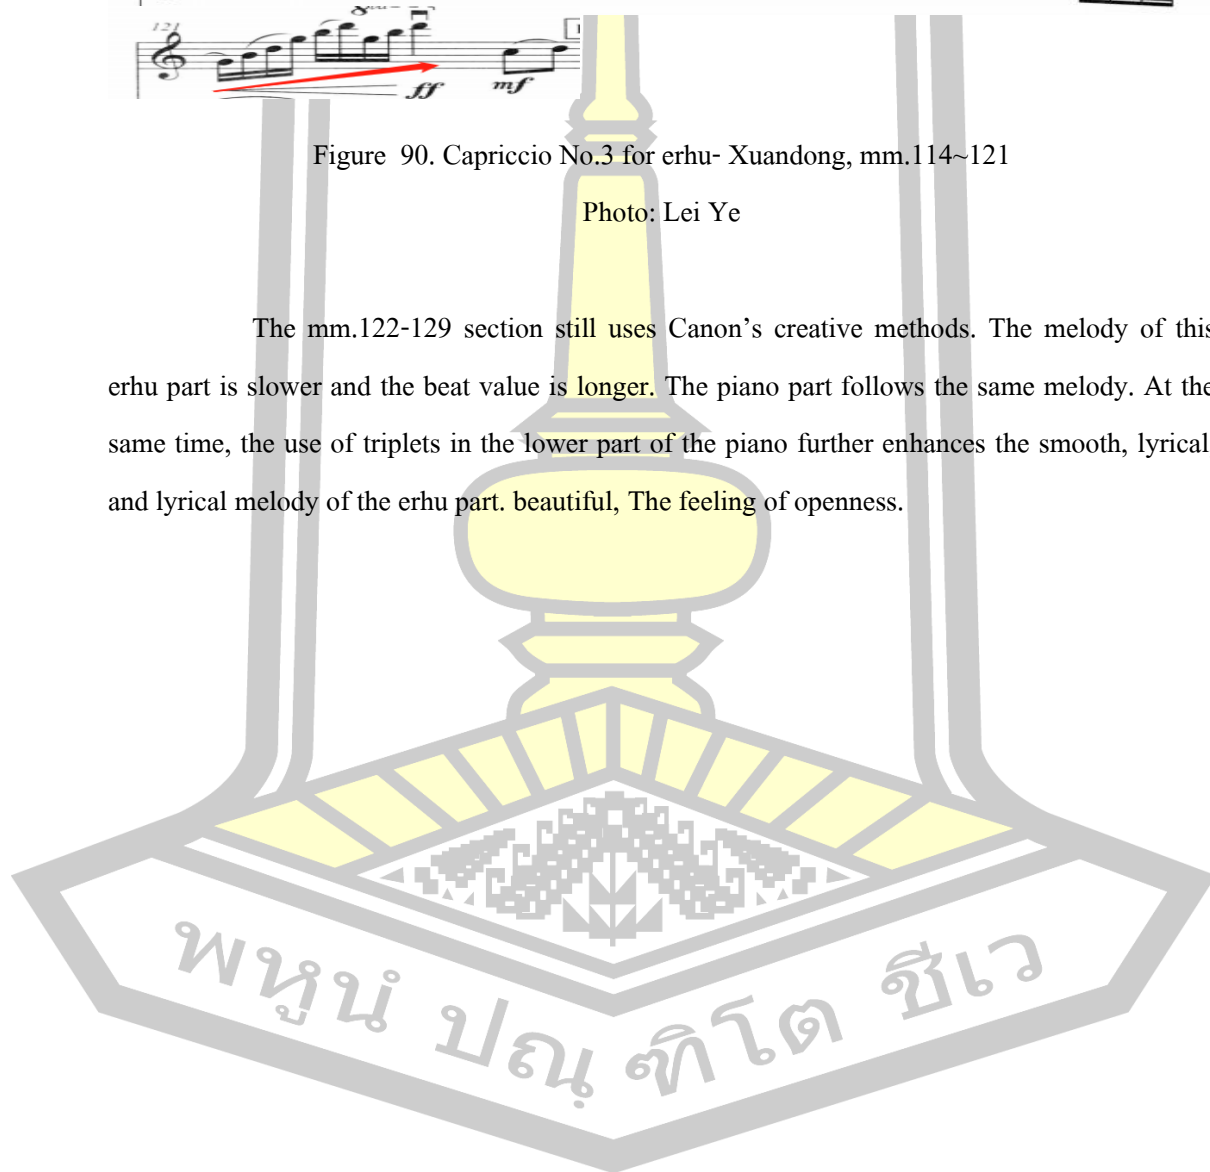 121
ff mf
Figure 90. Capriccio No.3 for erhu- Xuandong, mm.114~121
Photo: Lei Ye
The mm.122-129 section still uses Canon’s creative methods. The melody of this
erhu part is slower and the beat value is longer. The piano part follows the same melody. At the
same time, the use of triplets in the lower part of the piano further enhances the smooth, lyrical
and lyrical melody of the erhu part. beautiful, The feeling of openness.
พหูนํ ปณฺฑิโต ชีเว